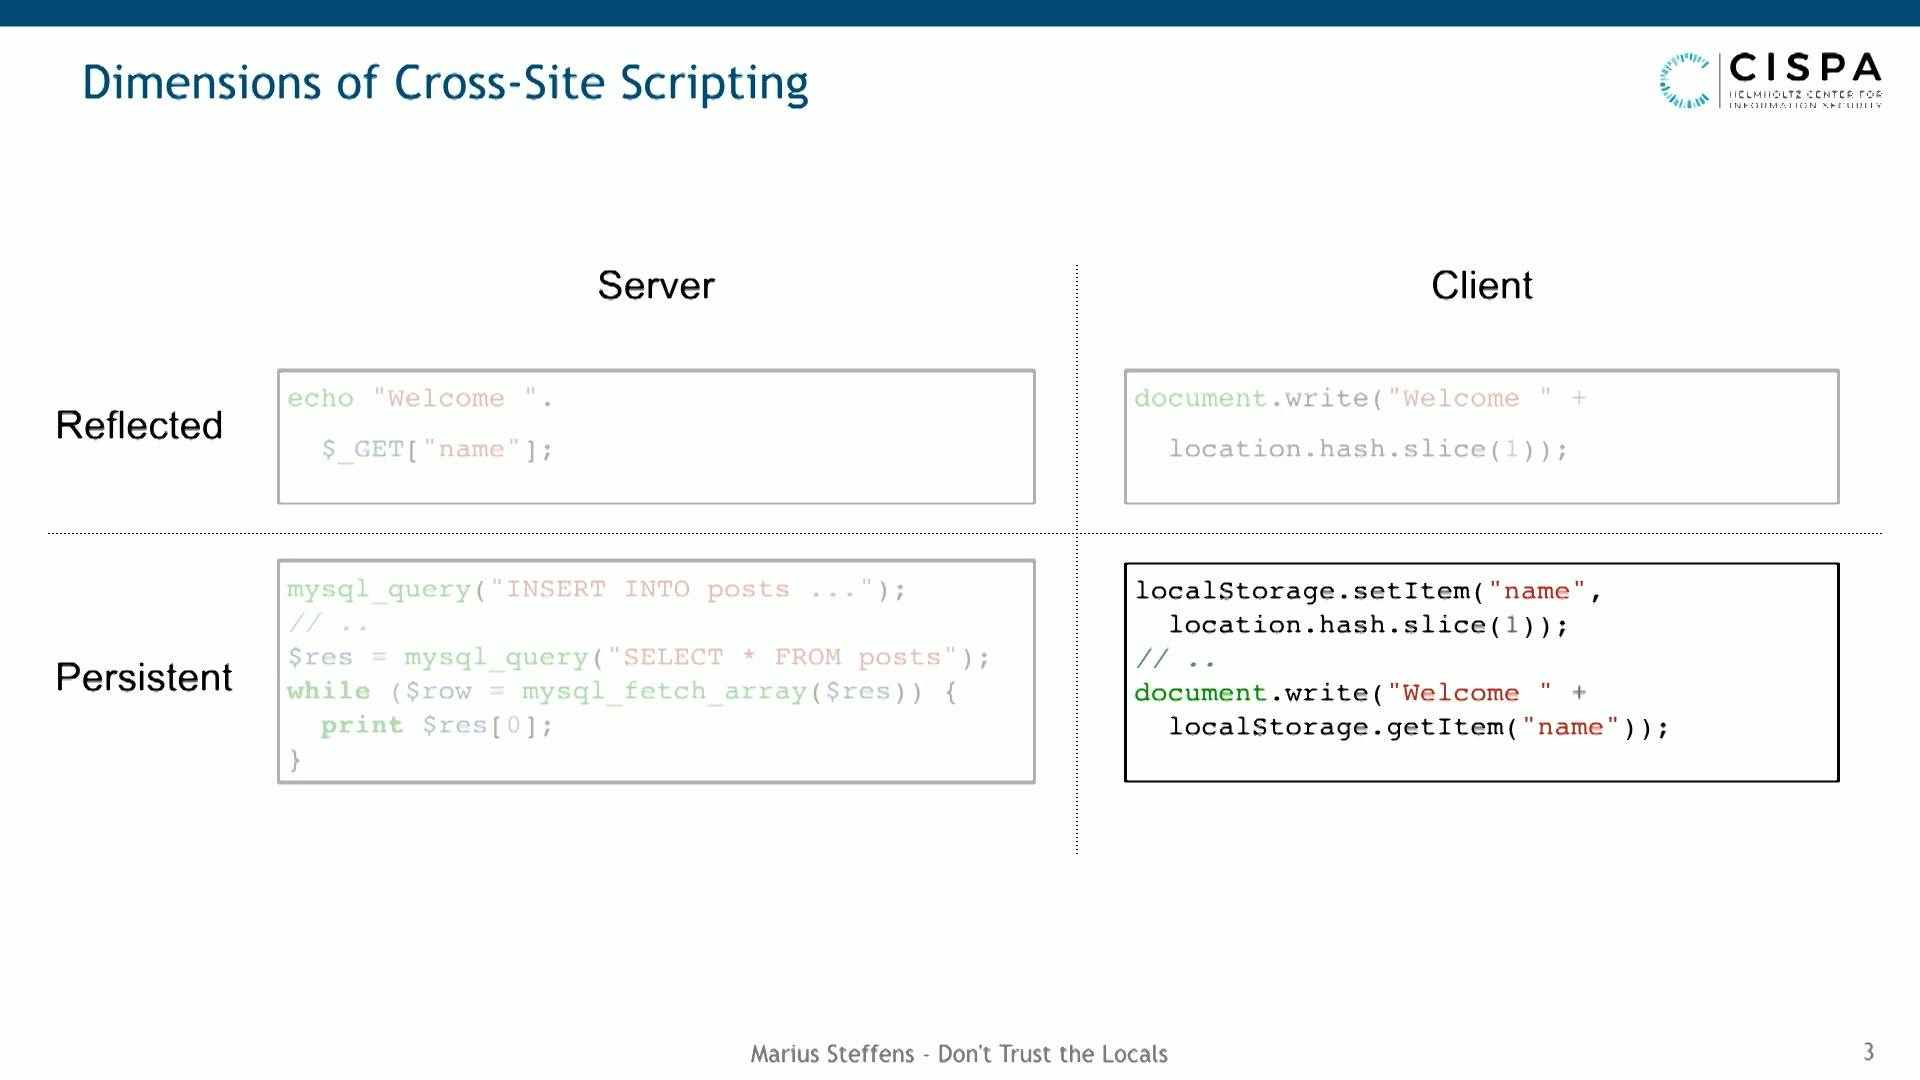 Dimensions of Cross-Site Scripting
CISPA
HELMHOLTZ CENTER FOR
INFORMATION SECURITY
Server
Client
Reflected
echo "Welcome ".
$_GET["name"];
document.write("Welcome " +
location.hash.slice(1));
Persistent
mysql_query("INSERT INTO posts ...");
// ..
$res = mysql_query("SELECT * FROM posts");
while ($row = mysql_fetch_array($res)) {
print $res[0];
}
localStorage.setItem("name",
location.hash.slice(1));
// ..
document.write("Welcome " +
localStorage.getItem("name"));
Marius Steffens - Don't Trust the Locals
3